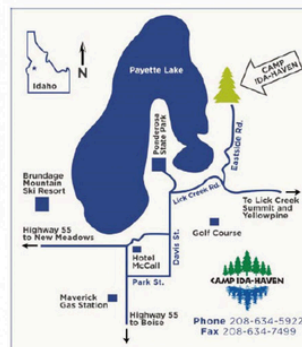 Idaho
N
Payette Lake
CAMP
IDA-HAVEN
Ponderosa
State Park
Eastside Rd.
Lick Creek Rd.
Brundage
Mountain
Ski Resort
To Lick Creek
Summit and
Yellowpine
Highway 55
to New Meadows
Davis St.
Golf Course
Hotel
McCall
Park St.
CAMP IDA-HAVEN
Maverick
Gas Station
Highway 55
to Boise
Phone 208-634-5922
Fax 208-634-7499